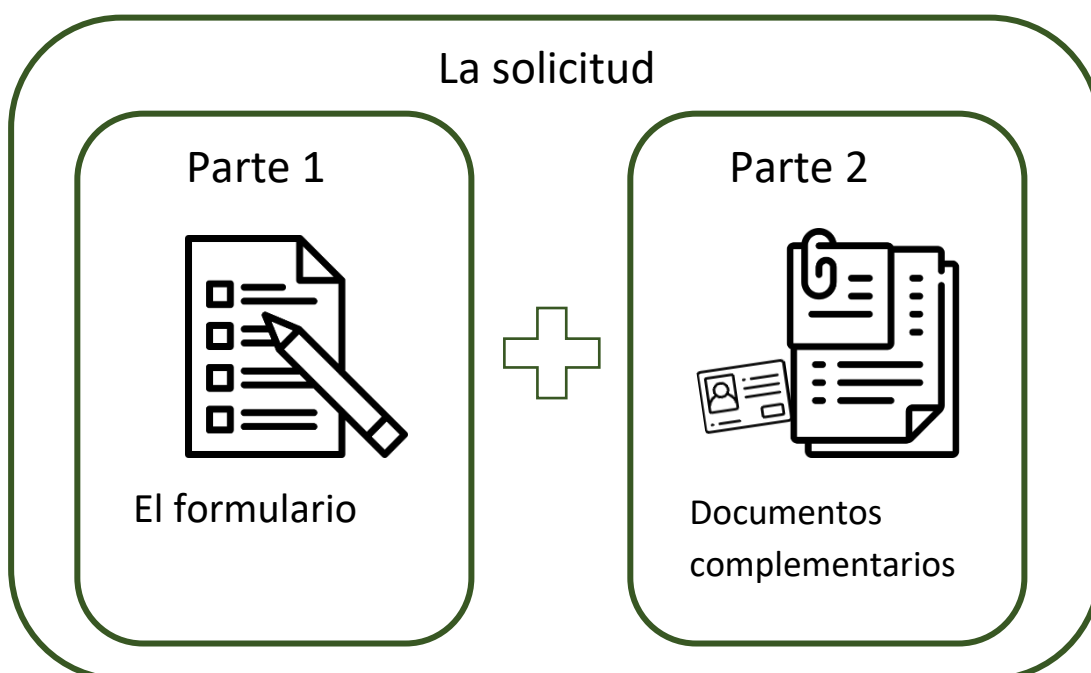 La solicitud
Parte 1
El formulario
Parte 2
Documentos
complementarios